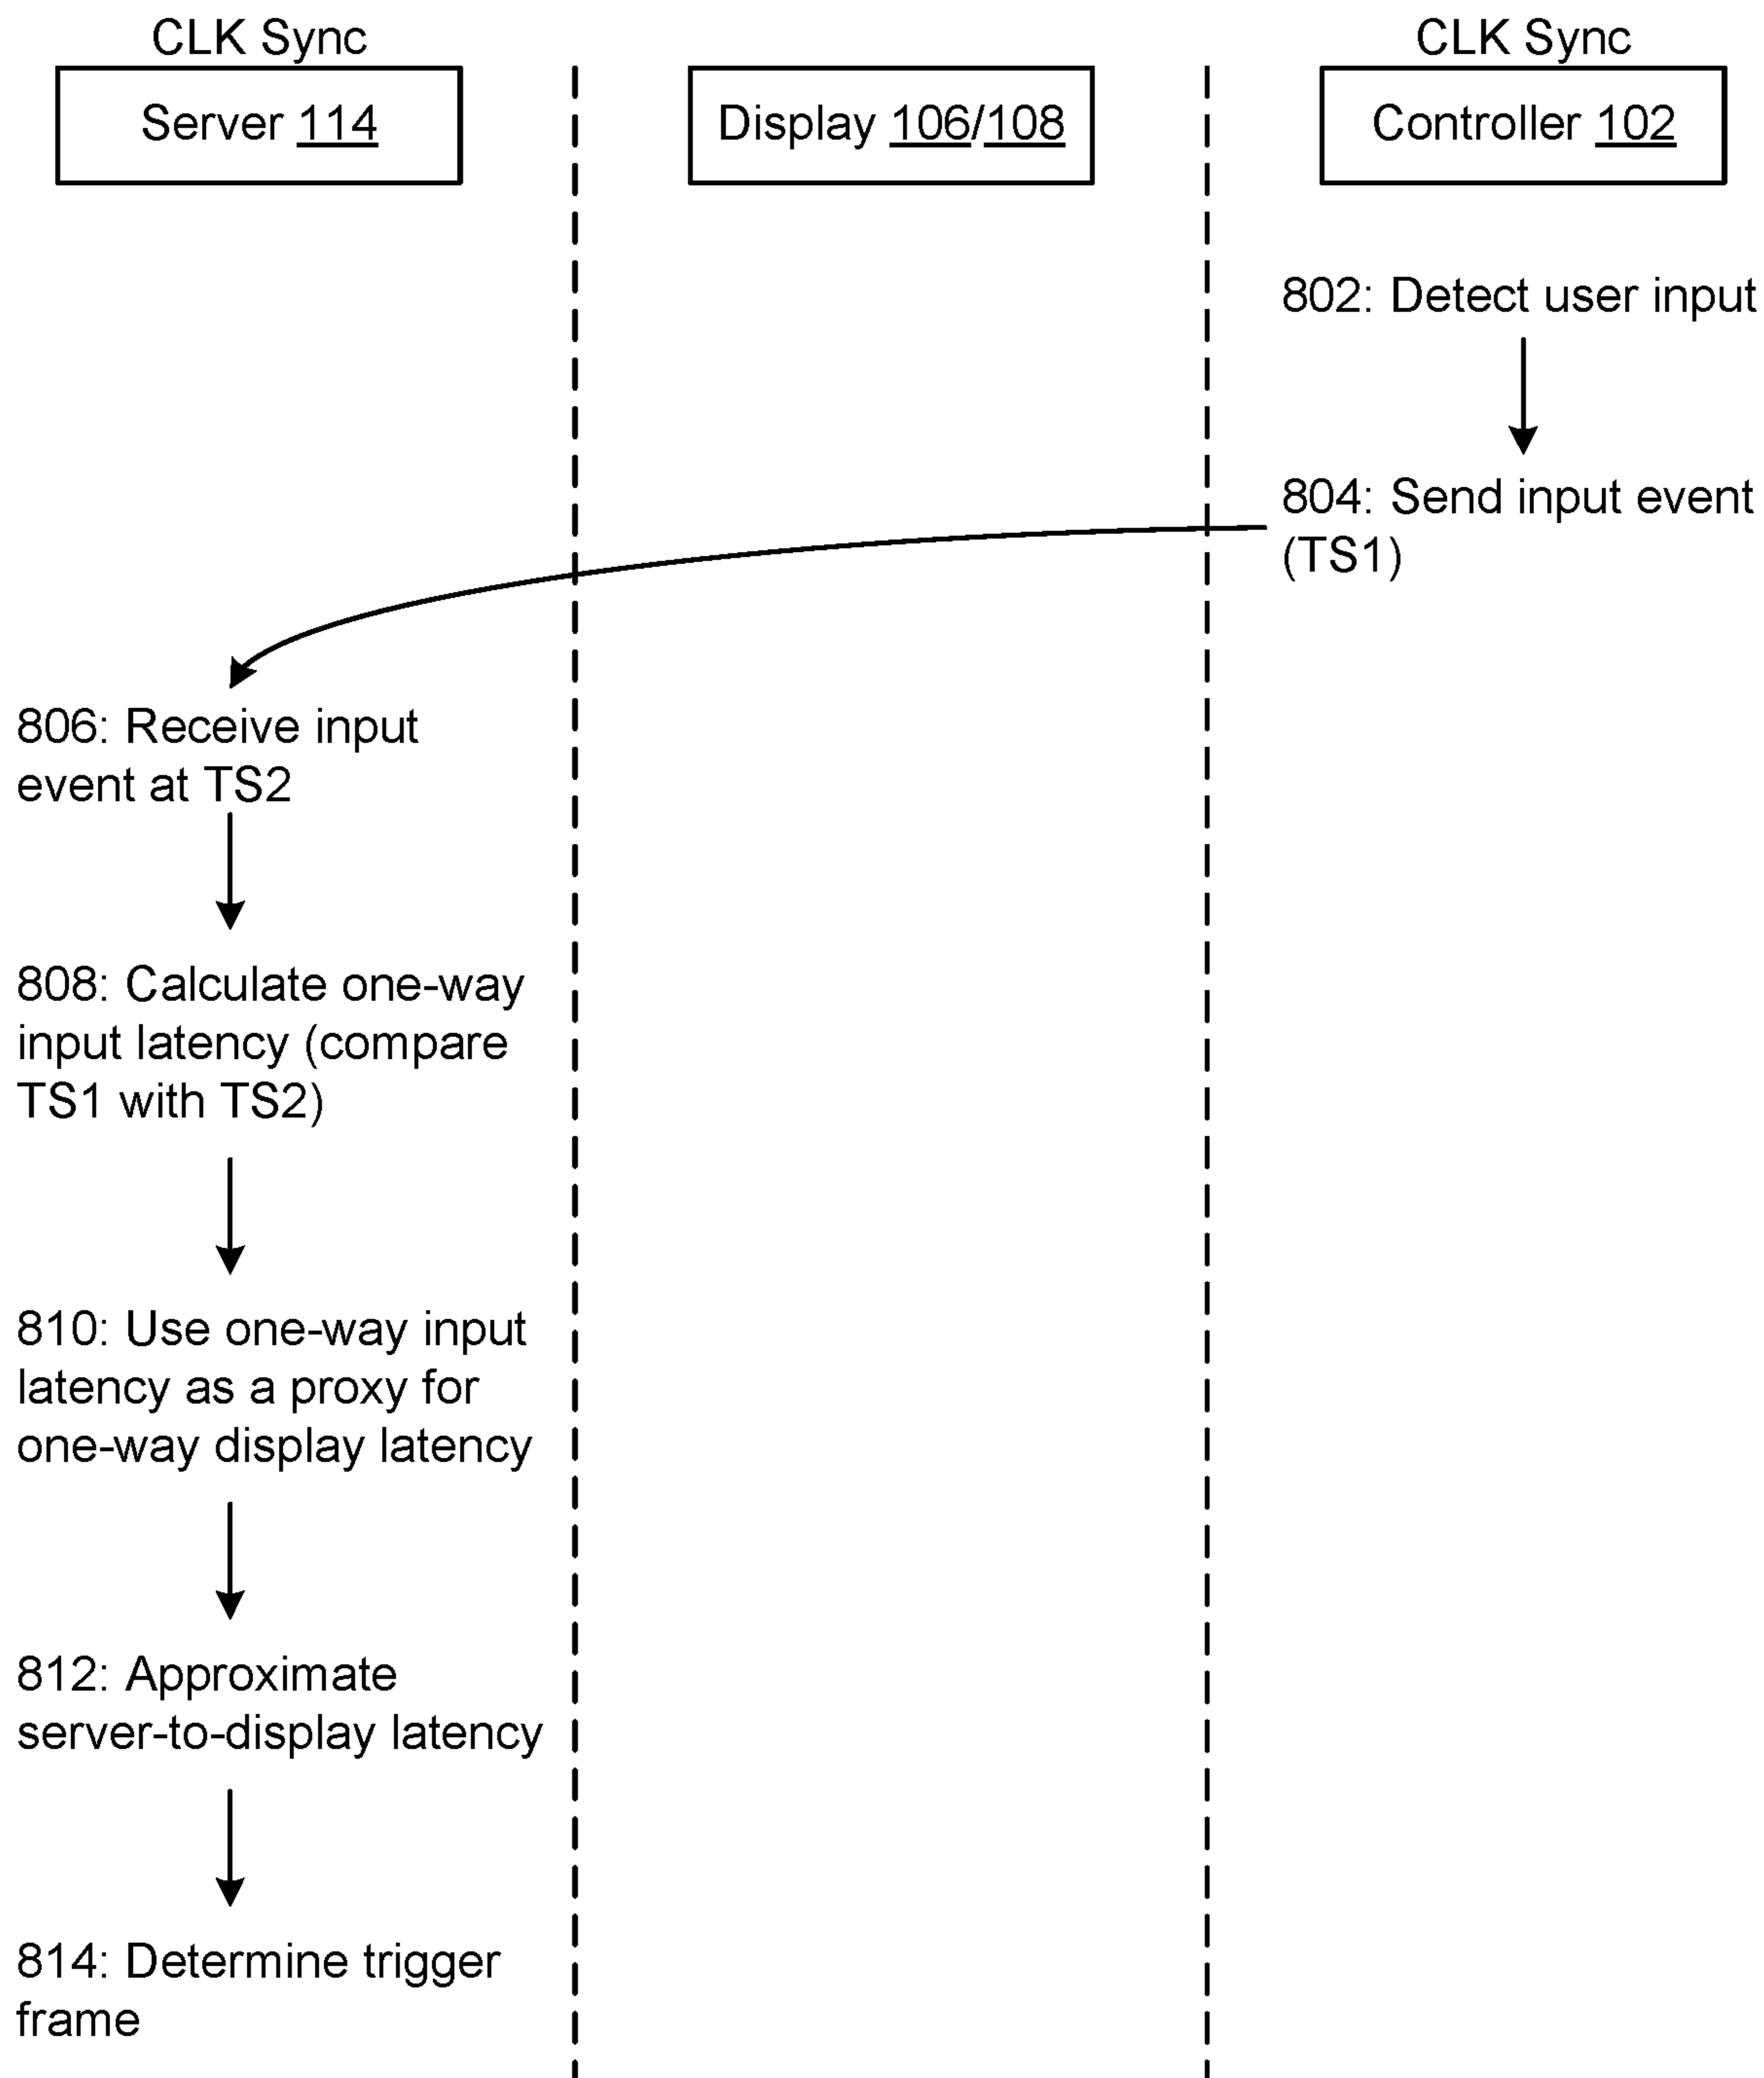 CLK Sync
CLK Sync
Server 114
Display 106/108
Controller 102
802: Detect user input
804: Send input event
(TS1)
806: Receive input
event at TS2
808: Calculate one-way
input latency (compare
TS1 with TS2)
810: Use one-way input
latency as a proxy for
one-way display latency
812: Approximate
server-to-display latency
814: Determine trigger
frame